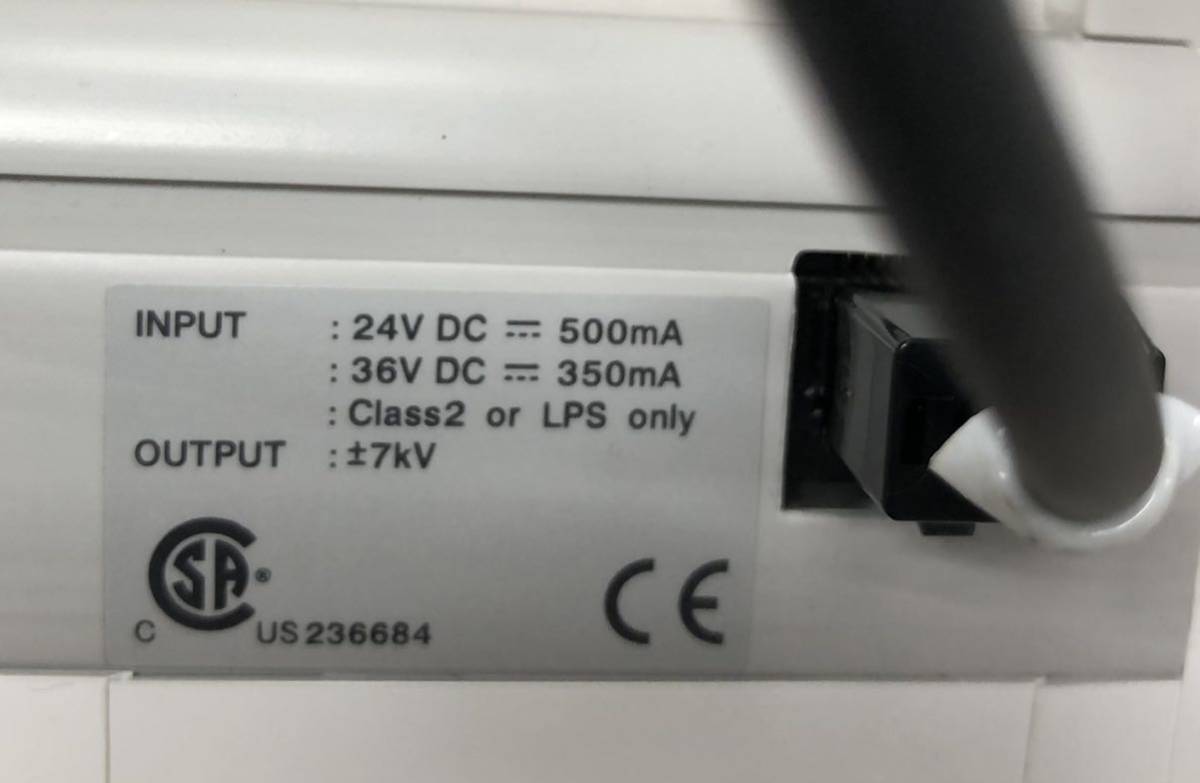 INPUT : 24V DC ⎓ 500mA
: 36V DC ⎓ 350mA
: Class2 or LPS only
OUTPUT : ±7kV
SA ®
C US 236684
CE